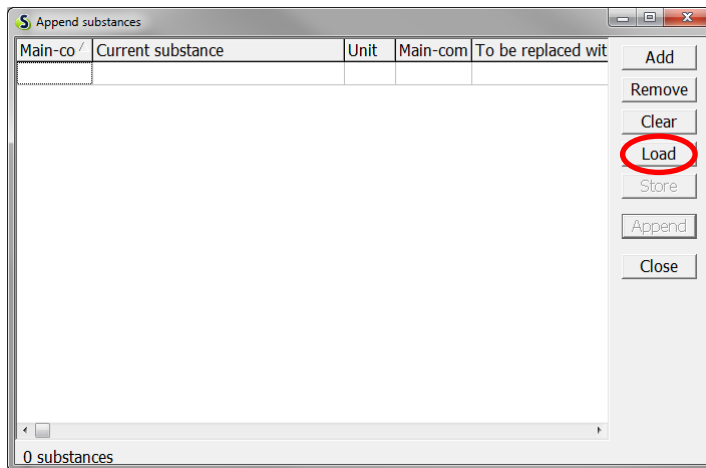 Append substances
Main-co Current substance Unit Main-com To be replaced wit
Add
Remove
Clear
Load
Store
Append
Close
0 substances